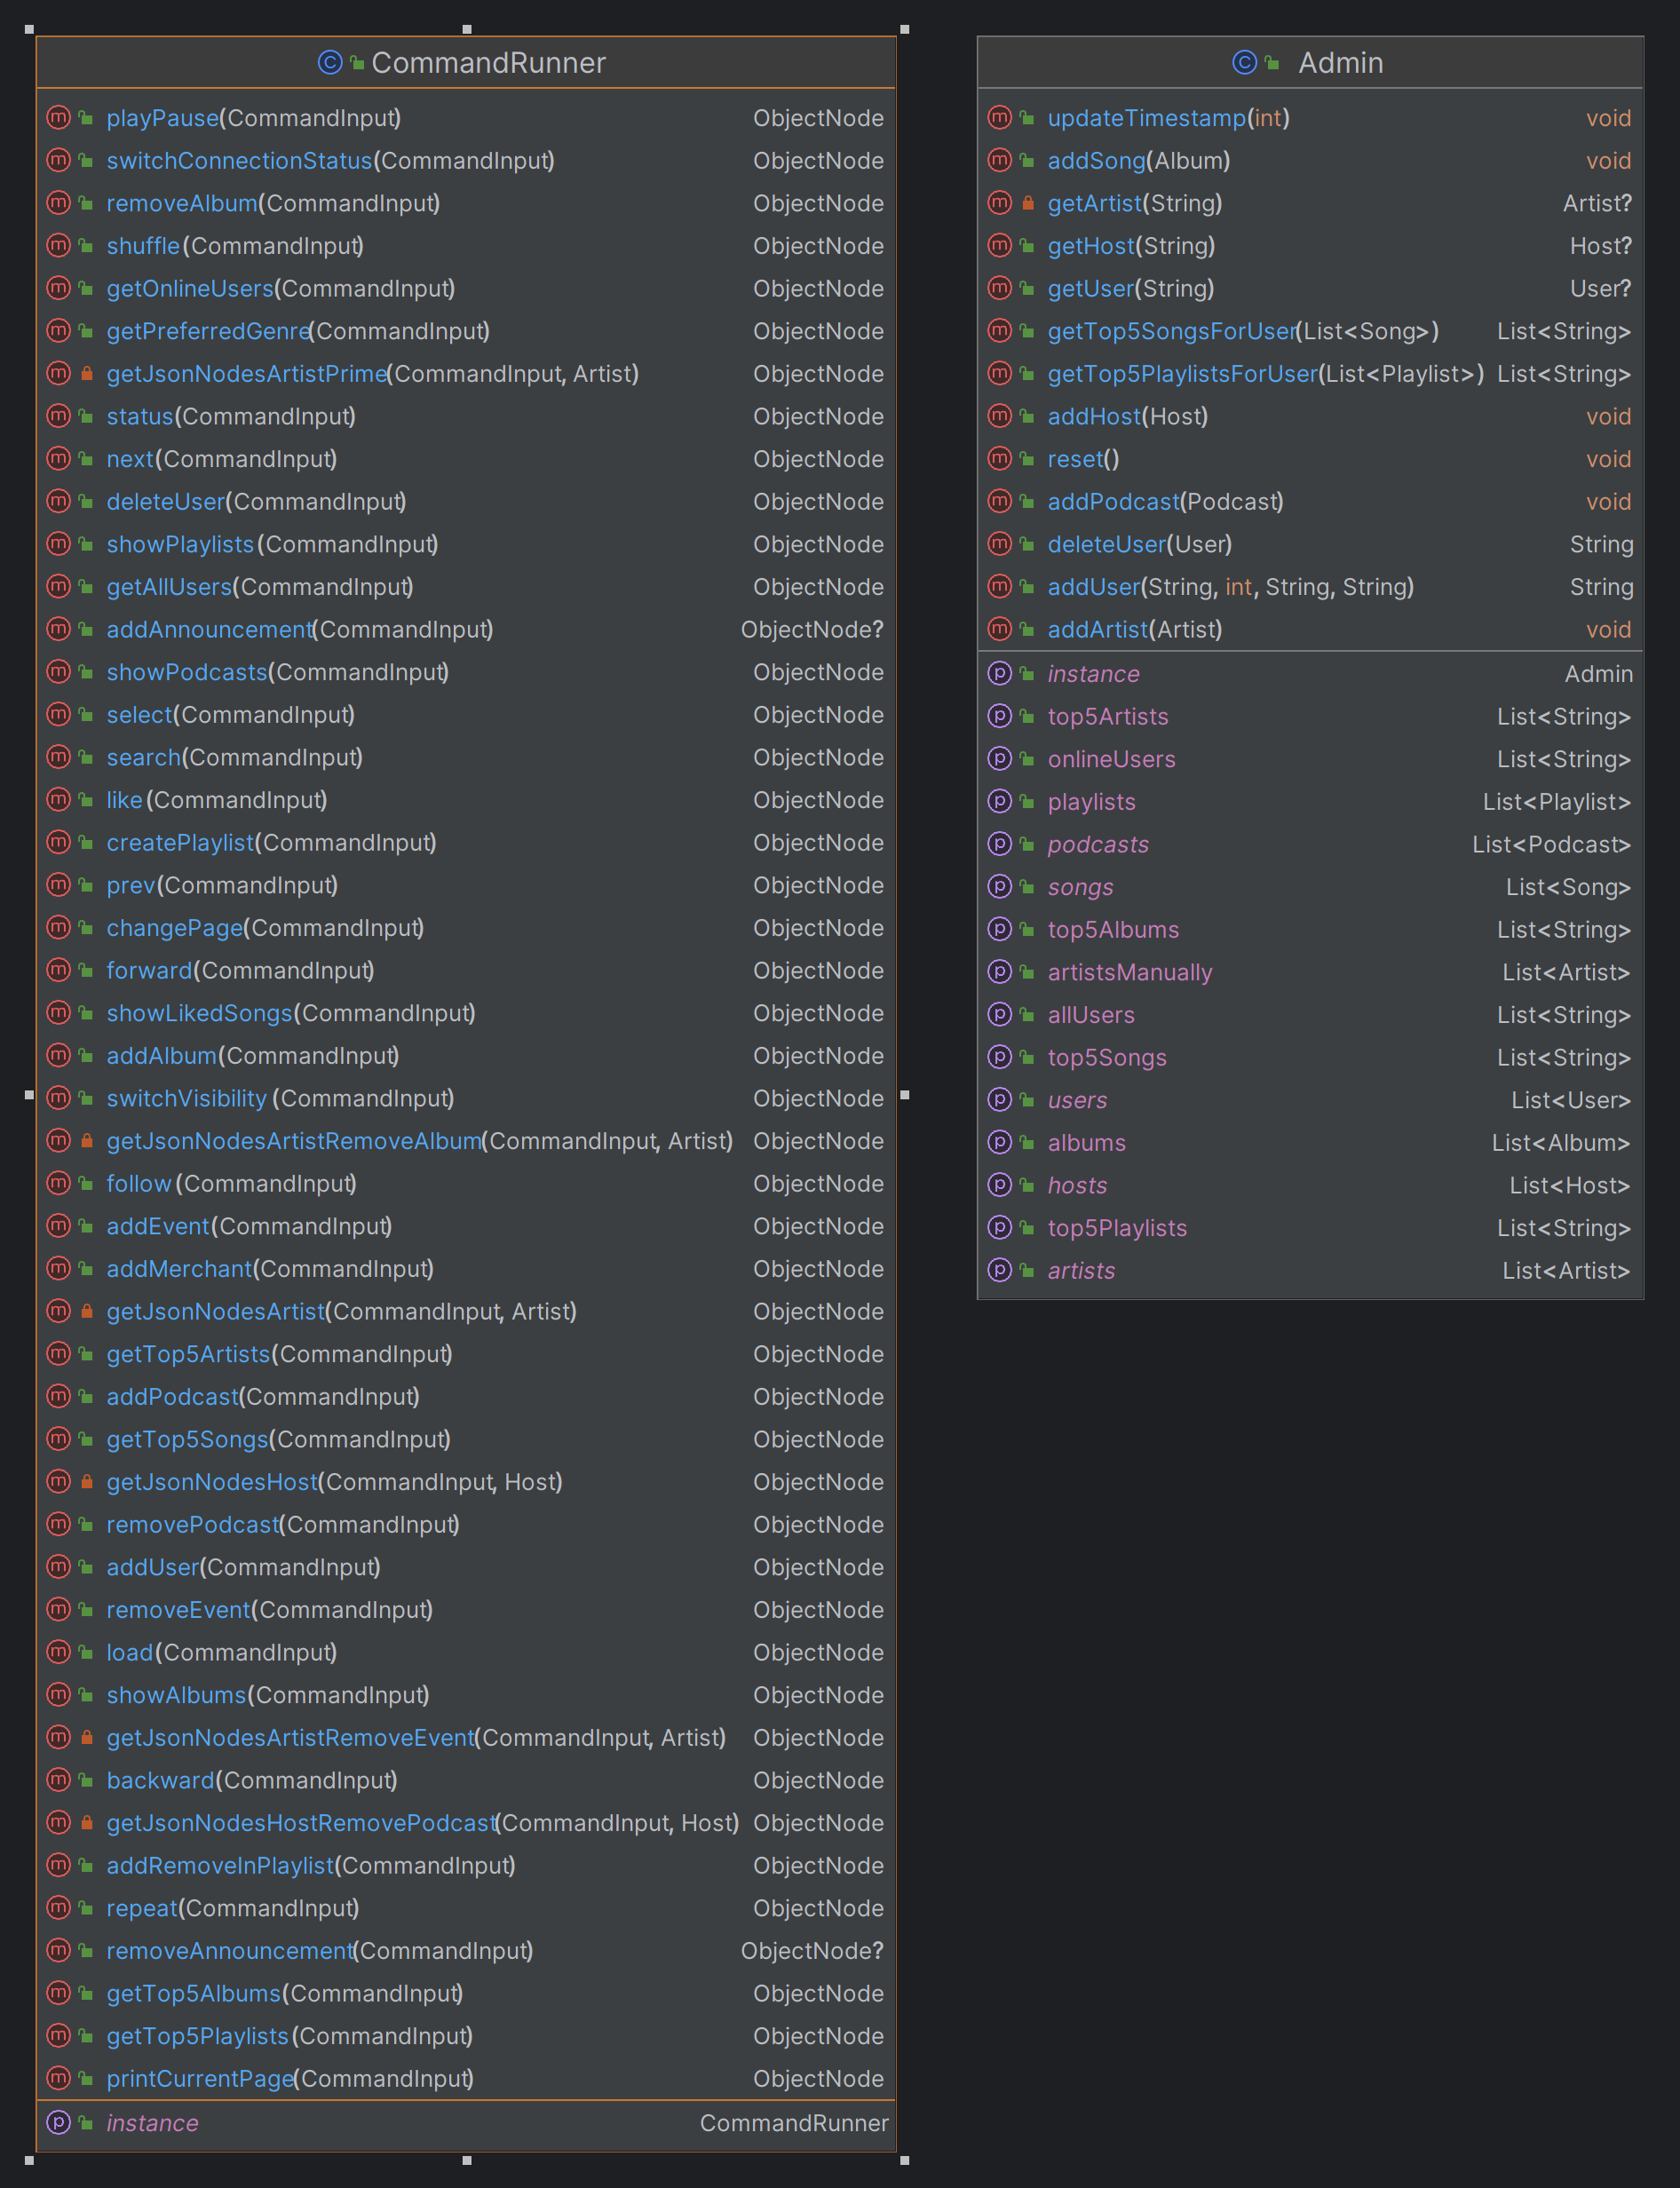 CommandRunner
playPause(CommandInput) ObjectNode
switchConnectionStatus(CommandInput) ObjectNode
removeAlbum(CommandInput) ObjectNode
shuffle(CommandInput) ObjectNode
getOnlineUsers(CommandInput) ObjectNode
getPreferredGenre(CommandInput) ObjectNode
getJsonNodesArtistPrime(CommandInput, Artist) ObjectNode
status(CommandInput) ObjectNode
next(CommandInput) ObjectNode
deleteUser(CommandInput) ObjectNode
showPlaylists(CommandInput) ObjectNode
getAllUsers(CommandInput) ObjectNode
addAnnouncement(CommandInput) ObjectNode?
showPodcasts(CommandInput) ObjectNode
select(CommandInput) ObjectNode
search(CommandInput) ObjectNode
like(CommandInput) ObjectNode
createPlaylist(CommandInput) ObjectNode
prev(CommandInput) ObjectNode
changePage(CommandInput) ObjectNode
forward(CommandInput) ObjectNode
showLikedSongs(CommandInput) ObjectNode
addAlbum(CommandInput) ObjectNode
switchVisibility(CommandInput) ObjectNode
getJsonNodesArtistRemoveAlbum(CommandInput, Artist) ObjectNode
follow(CommandInput) ObjectNode
addEvent(CommandInput) ObjectNode
addMerchant(CommandInput) ObjectNode
getJsonNodesArtist(CommandInput, Artist) ObjectNode
getTop5Artists(CommandInput) ObjectNode
addPodcast(CommandInput) ObjectNode
getTop5Songs(CommandInput) ObjectNode
getJsonNodesHost(CommandInput, Host) ObjectNode
removePodcast(CommandInput) ObjectNode
addUser(CommandInput) ObjectNode
removeEvent(CommandInput) ObjectNode
load(CommandInput) ObjectNode
showAlbums(CommandInput) ObjectNode
getJsonNodesArtistRemoveEvent(CommandInput, Artist) ObjectNode
backward(CommandInput) ObjectNode
getJsonNodesHostRemovePodcast(CommandInput, Host) ObjectNode
addRemoveInPlaylist(CommandInput) ObjectNode
repeat(CommandInput) ObjectNode
removeAnnouncement(CommandInput) ObjectNode?
getTop5Albums(CommandInput) ObjectNode
getTop5Playlists(CommandInput) ObjectNode
printCurrentPage(CommandInput) ObjectNode
instance CommandRunner
Admin
updateTimestamp(int) void
addSong(Album) void
getArtist(String) Artist?
getHost(String) Host?
getUser(String) User?
getTop5SongsForUser(List<Song>) List<String>
getTop5PlaylistsForUser(List<Playlist>) List<String>
addHost(Host) void
reset() void
addPodcast(Podcast) void
deleteUser(User) String
addUser(String, int, String, String) String
addArtist(Artist) void
instance Admin
top5Artists List<String>
onlineUsers List<String>
playlists List<Playlist>
podcasts List<Podcast>
songs List<Song>
top5Albums List<String>
artistsManually List<Artist>
allUsers List<String>
top5Songs List<String>
users List<User>
albums List<Album>
hosts List<Host>
top5Playlists List<String>
artists List<Artist>